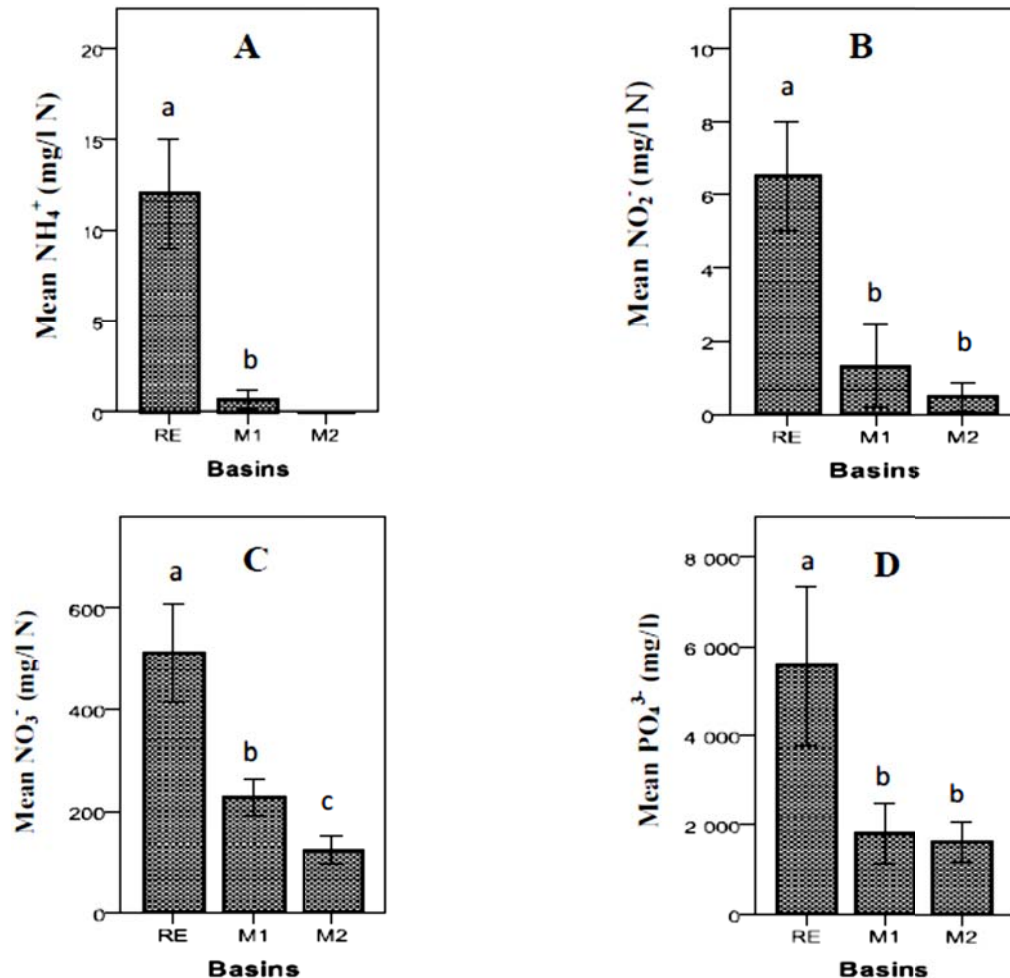 A
Mean NH₄⁺ (mg/l N)
20
15
10
5
0
a
b
RE M1 M2
Basins
B
Mean NO₂⁻ (mg/l N)
10
8
6
4
2
0
a
b
b
RE M1 M2
Basins
C
Mean NO₃⁻ (mg/l N)
600
400
200
0
a
b
c
RE M1 M2
Basins
D
Mean PO₄³⁻ (mg/l)
8 000
6 000
4 000
2 000
0
a
b
b
RE M1 M2
Basins